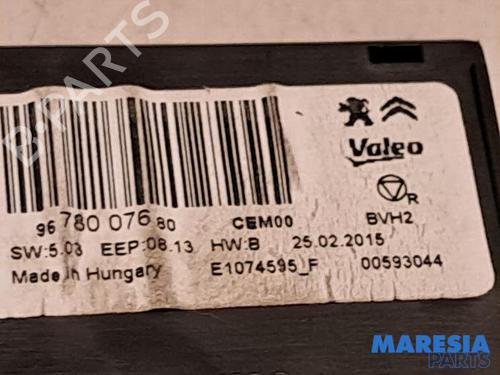 B-PARTS
Valeo
R
96 780 076 80 CEM00 BVH2
SW:5.03 EEP:08.13 HW:B 25.02.2015
Made in Hungary E1074595_F 00593044
MARESIA
PARTS